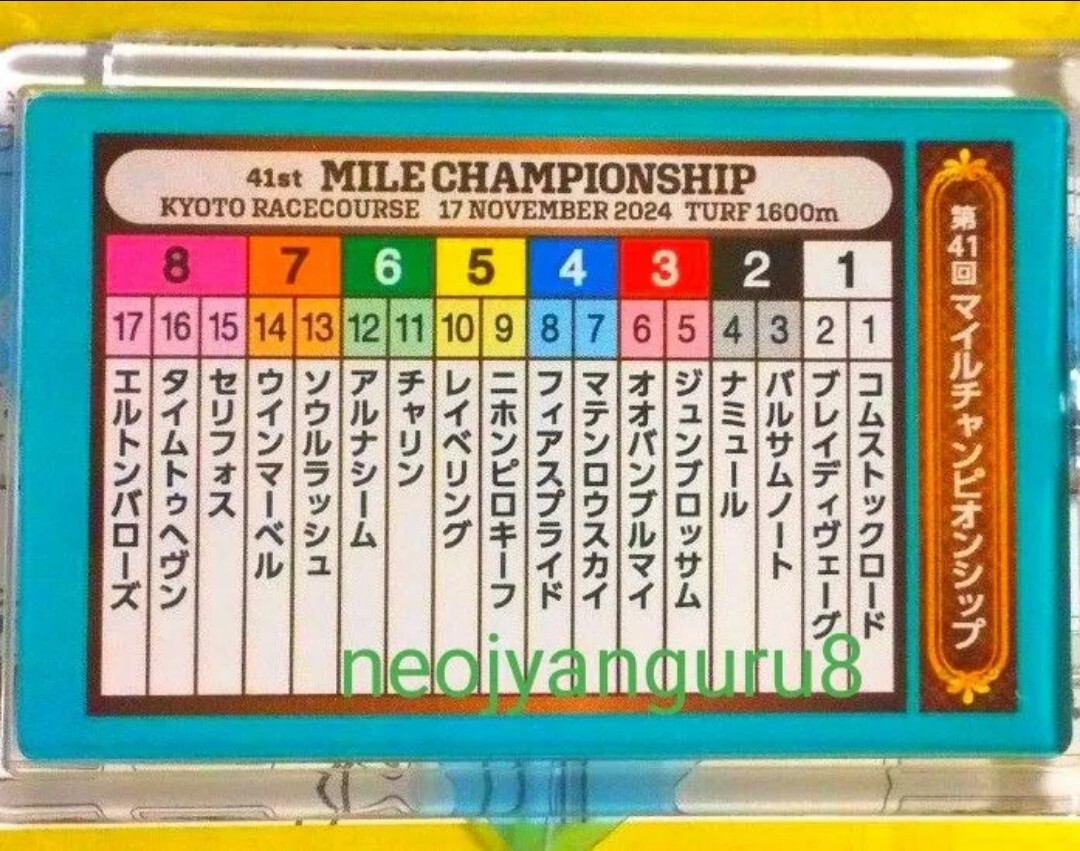 41st MILE CHAMPIONSHIP
KYOTO RACECOURSE 17 NOVEMBER 2024 TURF 1600m
8 7 6 5 4 3 2 1
17 16 15 14 13 12 11 10 9 8 7 6 5 4 3 2 1
コムストックロード
ブレイディヴェーグ
バルサムノート
ナミュール
ジュンブロッサム
オオバンブルマイ
マテンロウスカイ
フィアスプライド
ニホンピロキーフ
レイベリング
チャリン
アルナシーム
ソウルラッシュ
ウインマーベル
セリフォス
タイムトゥヘヴン
エルトンバローズ
第41回 マイルチャンピオンシップ
neojyanguru8